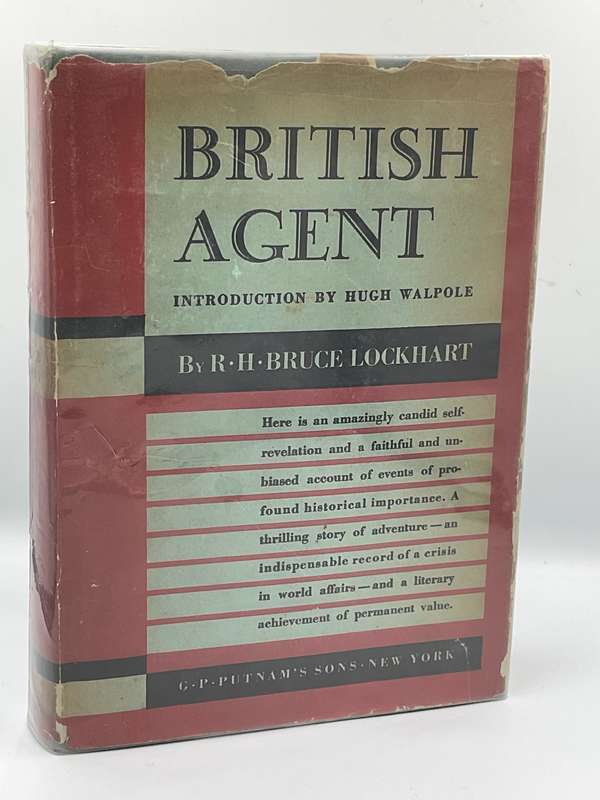 BRITISH
AGENT
INTRODUCTION BY HUGH WALPOLE
By R·H·BRUCE LOCKHART
Here is an amazingly candid self-
revelation and a faithful and un-
biased account of events of pro-
found historical importance. A
thrilling story of adventure—an
indispensable record of a crisis
in world affairs—and a literary
achievement of permanent value.
G·P·PUTNAM'S SONS·NEW YORK